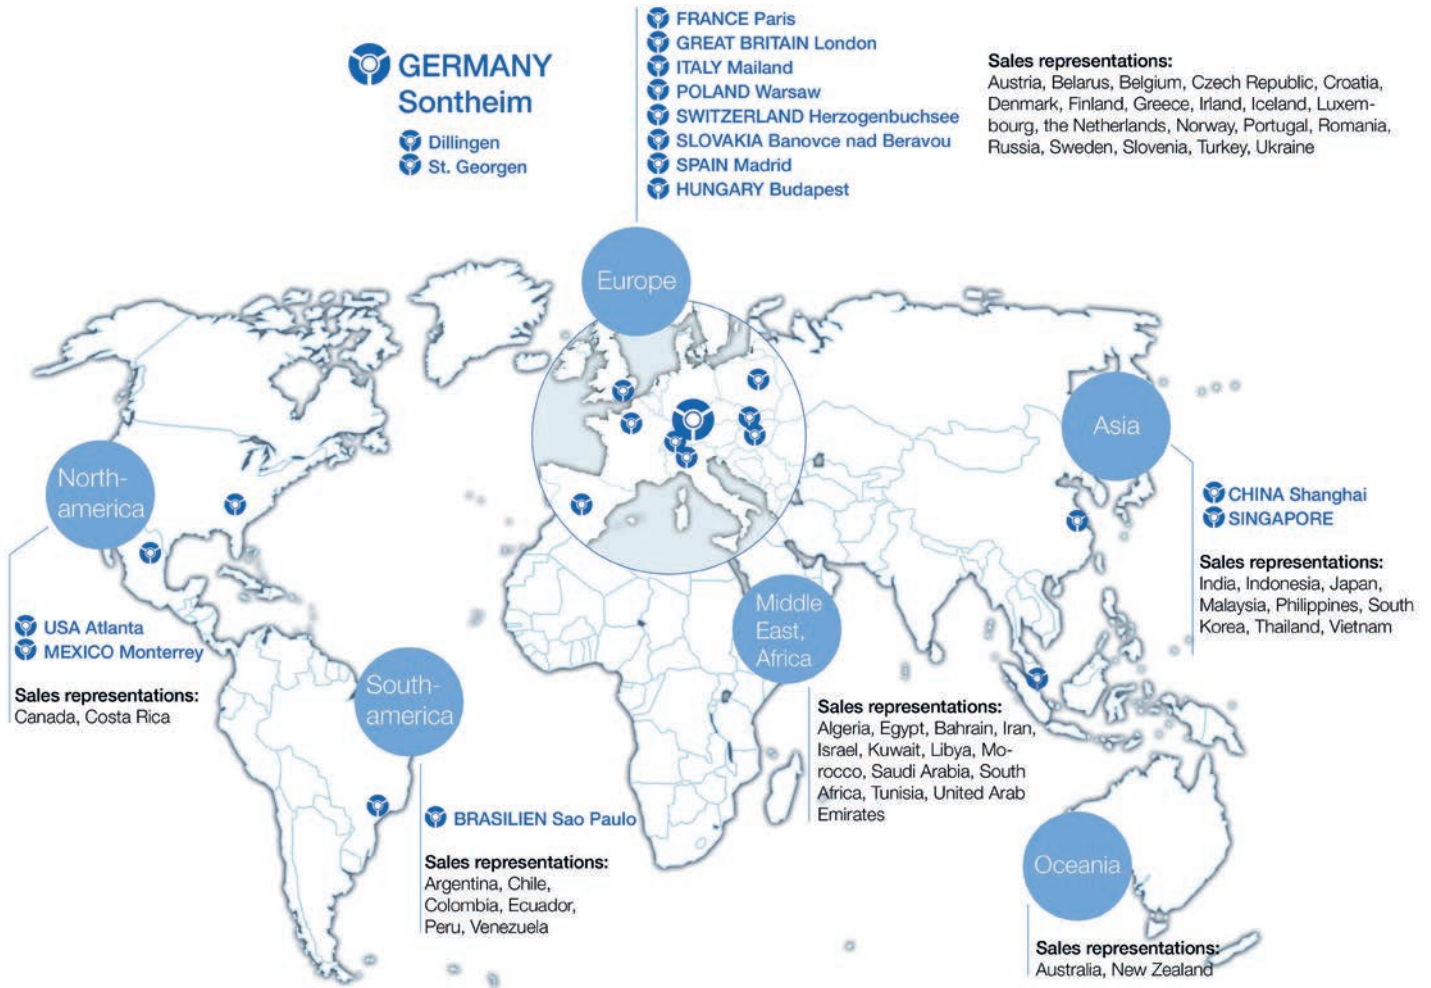 GERMANY
Sontheim
Dillingen
St. Georgen
FRANCE Paris
GREAT BRITAIN London
ITALY Mailand
POLAND Warsaw
SWITZERLAND Herzogenbuchsee
SLOVAKIA Banovce nad Beravou
SPAIN Madrid
HUNGARY Budapest
Sales representations:
Austria, Belarus, Belgium, Czech Republic, Croatia,
Denmark, Finland, Greece, Irland, Iceland, Luxem-
bourg, the Netherlands, Norway, Portugal, Romania,
Russia, Sweden, Slovenia, Turkey, Ukraine
Europe
North-
america
USA Atlanta
MEXICO Monterrey
Sales representations:
Canada, Costa Rica
South-
america
BRASILIEN Sao Paulo
Sales representations:
Argentina, Chile,
Colombia, Ecuador,
Peru, Venezuela
Middle
East,
Africa
Sales representations:
Algeria, Egypt, Bahrain, Iran,
Israel, Kuwait, Libya, Mo-
rocco, Saudi Arabia, South
Africa, Tunisia, United Arab
Emirates
Asia
CHINA Shanghai
SINGAPORE
Sales representations:
India, Indonesia, Japan,
Malaysia, Philippines, South
Korea, Thailand, Vietnam
Oceania
Sales representations:
Australia, New Zealand